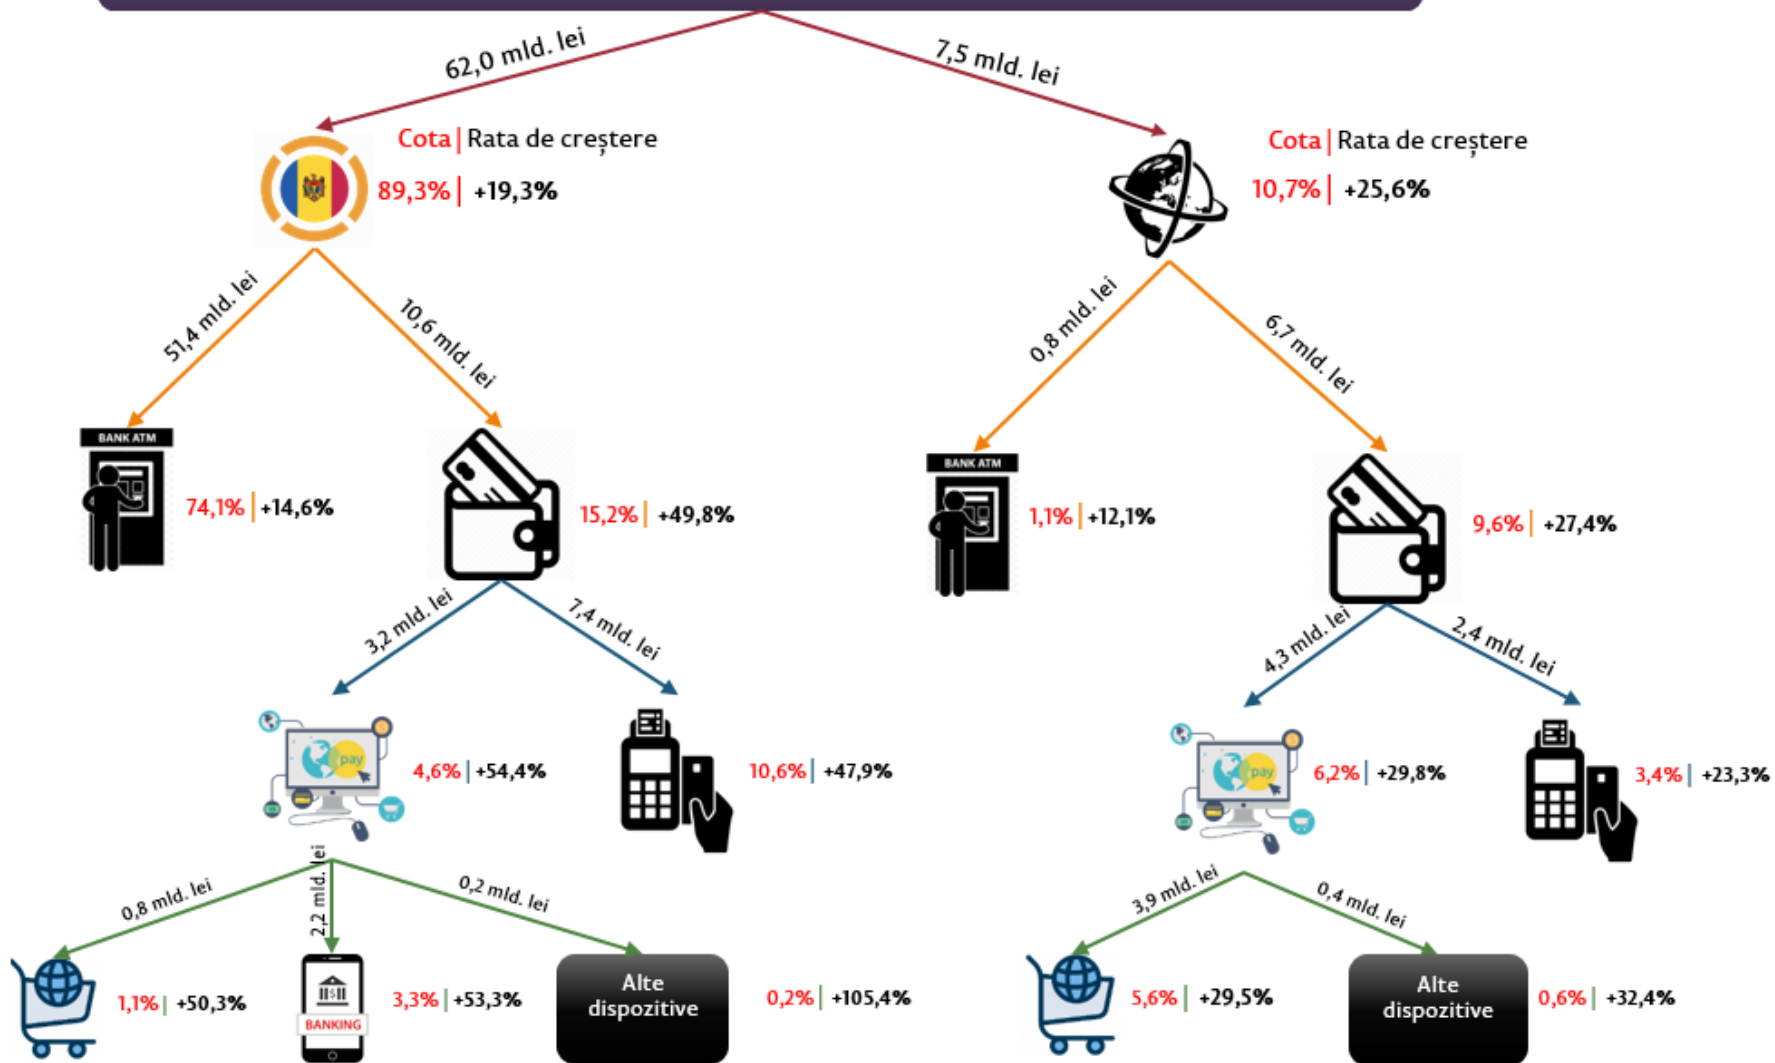 62,0 mld. lei
7,5 mld. lei
Cota | Rata de creștere
89,3% | +19,3%
Cota | Rata de creștere
10,7% | +25,6%
51,4 mld. lei
10,6 mld. lei
0,8 mld. lei
6,7 mld. lei
BANK ATM
74,1% | +14,6%
15,2% | +49,8%
BANK ATM
1,1% | +12,1%
9,6% | +27,4%
3,2 mld. lei
7,4 mld. lei
4,3 mld. lei
2,4 mld. lei
pay
4,6% | +54,4%
10,6% | +47,9%
pay
6,2% | +29,8%
3,4% | +23,3%
0,8 mld. lei
2,2 mld. lei
0,2 mld. lei
3,9 mld. lei
0,4 mld. lei
1,1% | +50,3%
BANKING
3,3% | +53,3%
Alte
dispozitive
0,2% | +105,4%
5,6% | +29,5%
Alte
dispozitive
0,6% | +32,4%